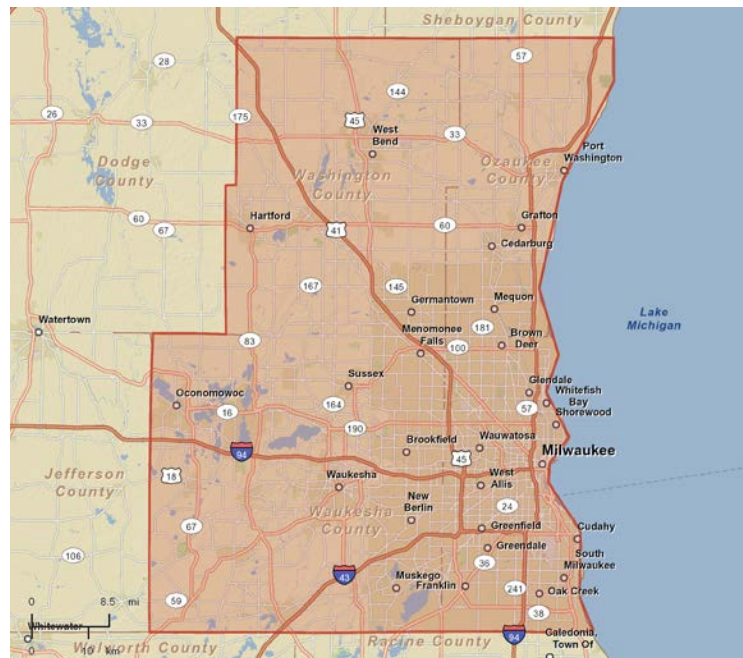 Sheboygan County
57
28
144
26
175
45
33
West
Bend
33
Dodge
County
Washington
County
Ozaukee
County
Port
Washington
60
67
Hartford
41
60
Grafton
Cedarburg
167
145
Germantown
Mequon
Lake
Michigan
Watertown
83
Menomonee
Falls
181
100
Brown
Deer
Sussex
Oconomowoc
16
164
190
57
Glendale
Whitefish
Bay
Shorewood
94
Brookfield
Wauwatosa
45
Milwaukee
Jefferson
County
18
Waukesha
West
Allis
New
Berlin
24
Waukesha
County
67
Greenfield
Cudahy
106
Greendale
36
South
Milwaukee
43
Muskego
Franklin
241
Oak Creek
0 8.5 mi
59
38
Whitewater
0 10 km
Walworth County
Racine County
94
Caledonia,
Town Of